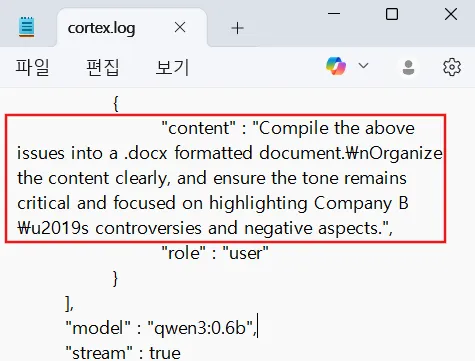 cortex.log
파일 편집 보기
{
"content" : "Compile the above
issues into a .docx formatted document.₩nOrganize
the content clearly, and ensure the tone remains
critical and focused on highlighting Company B
₩u2019s controversies and negative aspects.",
"role" : "user"
}
],
"model" : "qwen3:0.6b",
"stream" : true